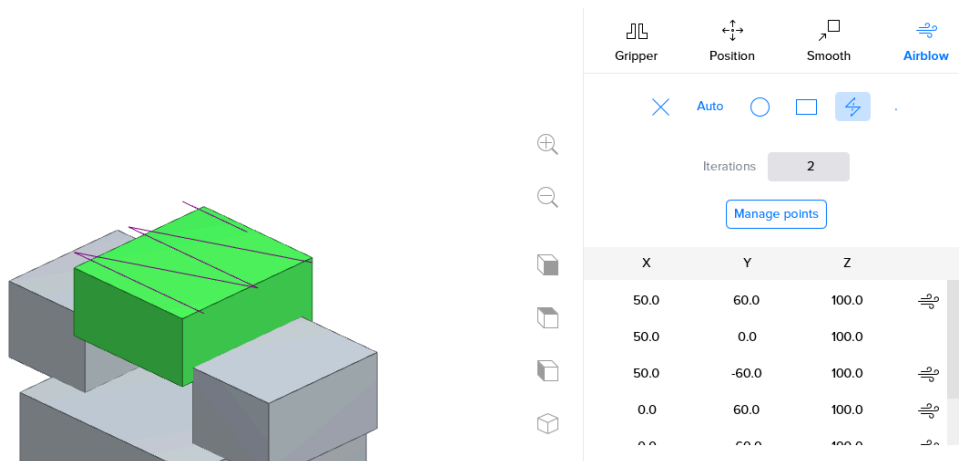 Gripper Position Smooth Airblow
Auto
Iterations 2
Manage points
X Y Z
50.0 60.0 100.0
50.0 0.0 100.0
50.0 -60.0 100.0
0.0 60.0 100.0